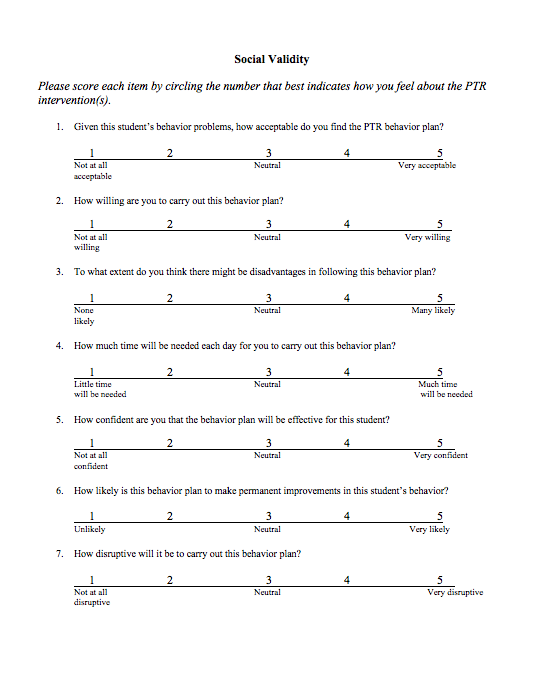 Social Validity
Please score each item by circling the number that best indicates how you feel about the PTR
intervention(s).
1. Given this student's behavior problems, how acceptable do you find the PTR behavior plan?
1 2 3 4 5
Not at all Neutral Very acceptable
acceptable
2. How willing are you to carry out this behavior plan?
1 2 3 4 5
Not at all Neutral Very willing
willing
3. To what extent do you think there might be disadvantages in following this behavior plan?
1 2 3 4 5
None Neutral Many likely
likely
4. How much time will be needed each day for you to carry out this behavior plan?
1 2 3 4 5
Little time Neutral Much time
will be needed will be needed
5. How confident are you that the behavior plan will be effective for this student?
1 2 3 4 5
Not at all Neutral Very confident
confident
6. How likely is this behavior plan to make permanent improvements in this student's behavior?
1 2 3 4 5
Unlikely Neutral Very likely
7. How disruptive will it be to carry out this behavior plan?
1 2 3 4 5
Not at all Neutral Very disruptive
disruptive